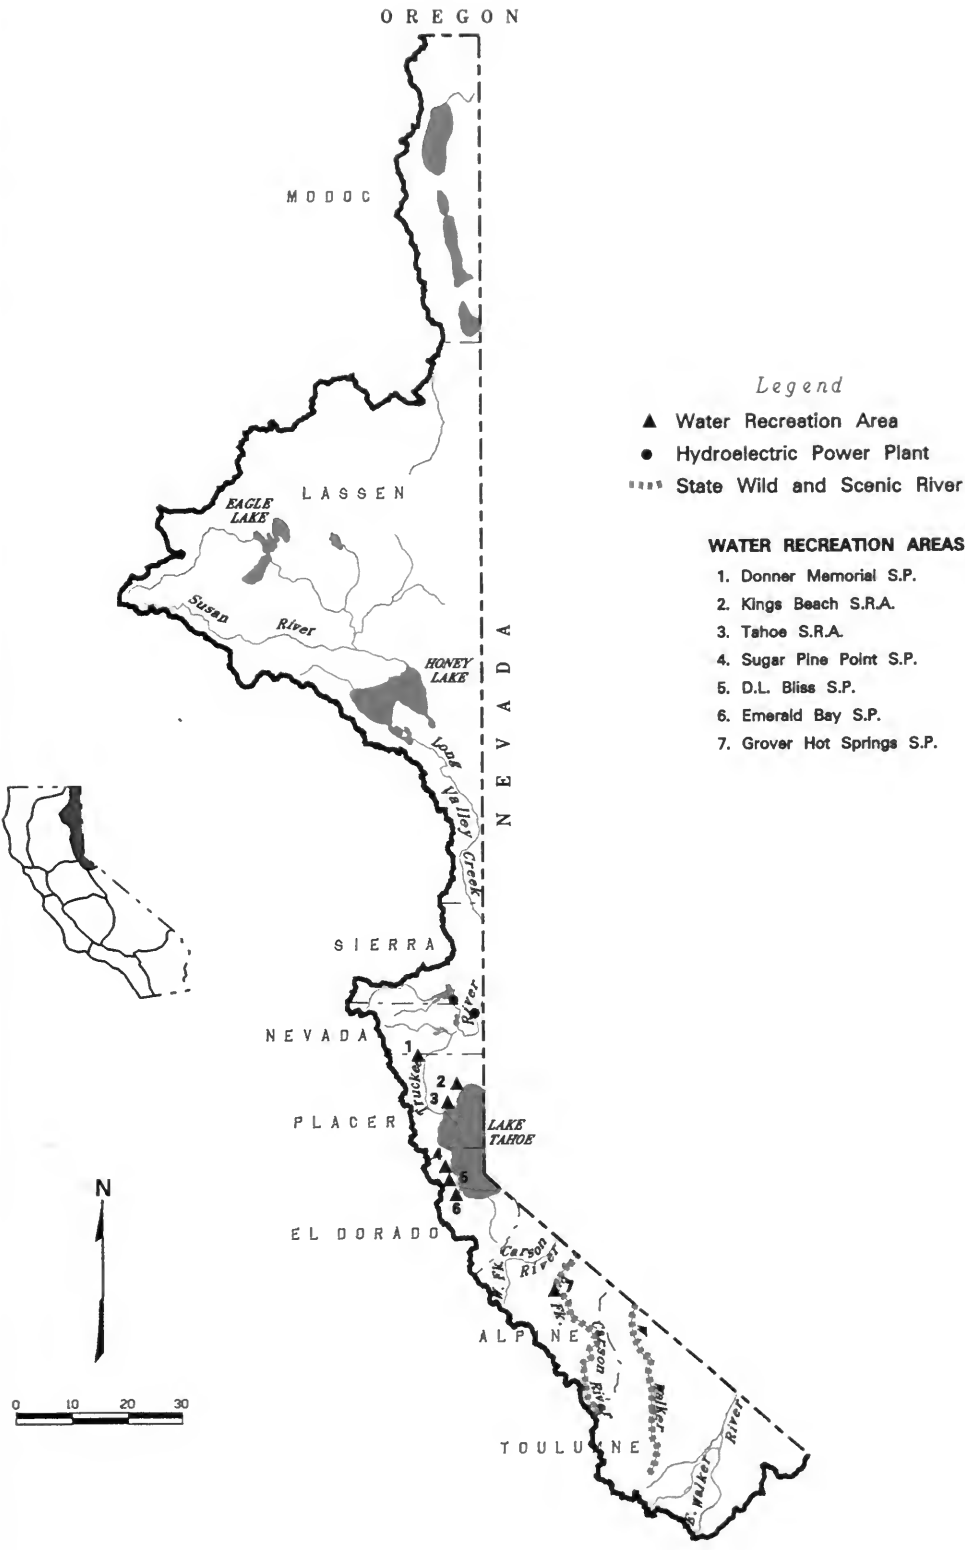 OREGON
MODOC
Legend
Water Recreation Area
Hydroelectric Power Plant
State Wild and Scenic River
LASSEN
EAGLE
LAKE
WATER RECREATION AREAS
1. Donner Memorial S.P.
2. Kings Beach S.R.A.
3. Tahoe S.R.A.
4. Sugar Pine Point S.P.
5. D.L. Bliss S.P.
6. Emerald Bay S.P.
7. Grover Hot Springs S.P.
Susan River
NEVADA
HONEY
LAKE
Long Valley Creek
SIERRA
River
NEVADA
1
Truckee
2
3
PLACER
LAKE
TAHOE
4
5
6
N
EL DORADO
Carson
River
W. Fk.
E. Fk.
ALPINE
Carson River
Walker
0 10 20 30
TOULUMNE
E. Walker River